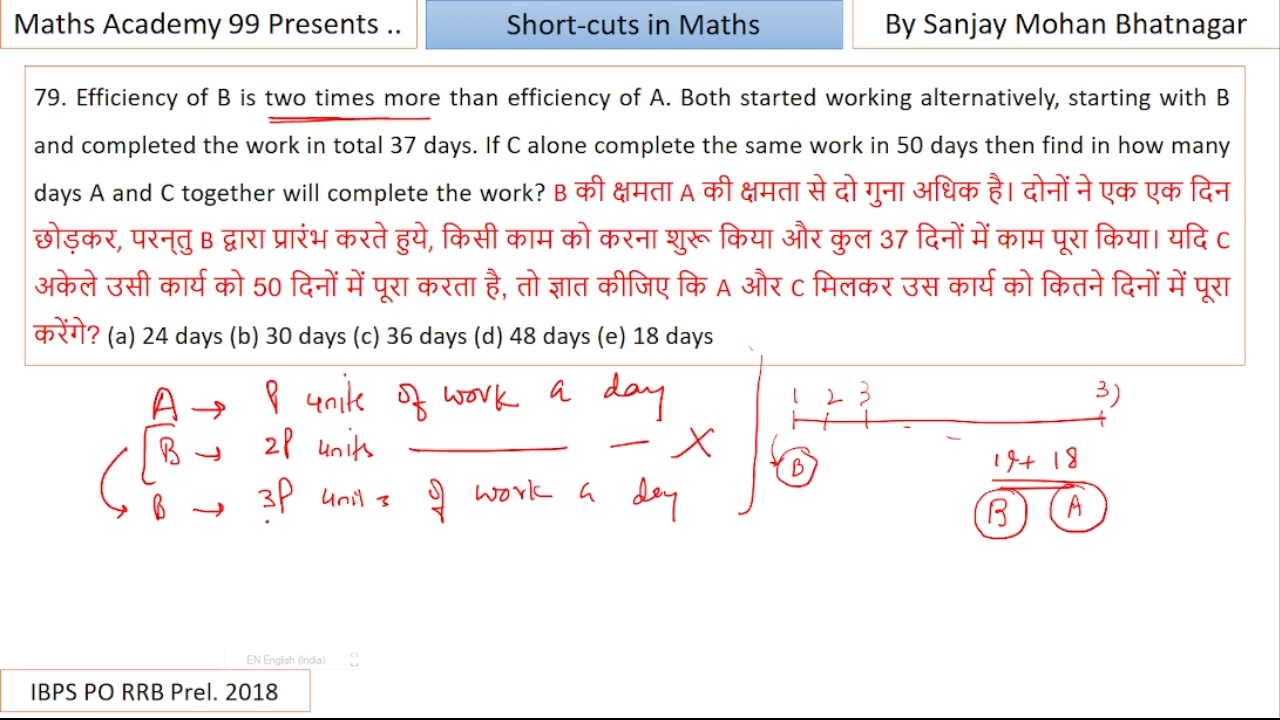 Maths Academy 99 Presents ..
Short-cuts in Maths
By Sanjay Mohan Bhatnagar
79. Efficiency of B is two times more than efficiency of A. Both started working alternatively, starting with B
and completed the work in total 37 days. If C alone complete the same work in 50 days then find in how many
days A and C together will complete the work? B की क्षमता A की क्षमता से दो गुना अधिक है। दोनों ने एक एक दिन
छोड़कर, परन्तु B द्वारा प्रारंभ करते हुये, किसी काम को करना शुरू किया और कुल 37 दिनों में काम पूरा किया। यदि C
अकेले उसी कार्य को 50 दिनों में पूरा करता है, तो ज्ञात कीजिए कि A और C मिलकर उस कार्य को कितने दिनों में पूरा
करेंगे? (a) 24 days (b) 30 days (c) 36 days (d) 48 days (e) 18 days
A → P units of work a day
B → 2P units — X
B → 3P units of work a day
1 2 3 37
B
19+ 18
B A
EN English (India)
IBPS PO RRB Prel. 2018